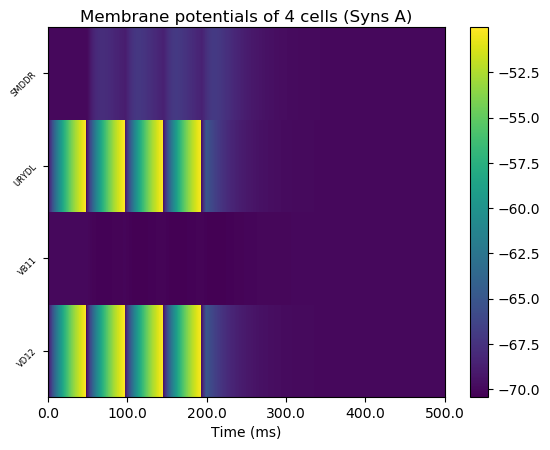 Membrane potentials of 4 cells (Syns A)
SMDDR
URYDL
VB11
VD12
0.0 100.0 200.0 300.0 400.0 500.0
Time (ms)
−52.5
−55.0
−57.5
−60.0
−62.5
−65.0
−67.5
−70.0